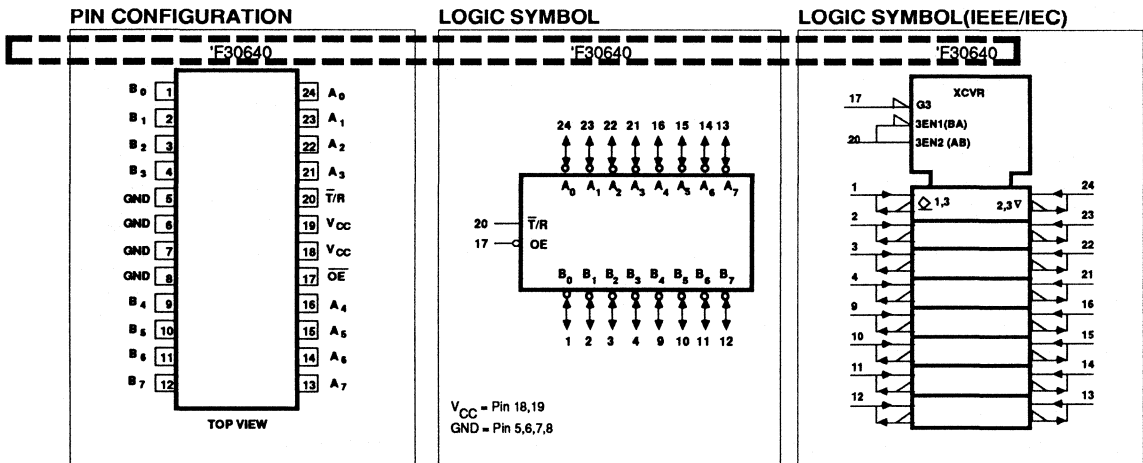 PIN CONFIGURATION
'F30640
B0 1
B1 2
B2 3
B3 4
GND 5
GND 6
GND 7
GND 8
B4 9
B5 10
B6 11
B7 12
24 A0
23 A1
22 A2
21 A3
20 T̅/R
19 VCC
18 VCC
17 O̅E̅
16 A4
15 A5
14 A6
13 A7
TOP VIEW
LOGIC SYMBOL
'F30640
24 23 22 21 16 15 14 13
A0 A1 A2 A3 A4 A5 A6 A7
20 T̅/R
17 OE
B0 B1 B2 B3 B4 B5 B6 B7
1 2 3 4 9 10 11 12
VCC = Pin 18,19
GND = Pin 5,6,7,8
LOGIC SYMBOL(IEEE/IEC)
'F30640
XCVR
17 G3
3EN1(BA)
20 3EN2 (AB)
1 1,3 2,3 ∇ 24
2 23
3 22
4 21
9 16
10 15
11 14
12 13